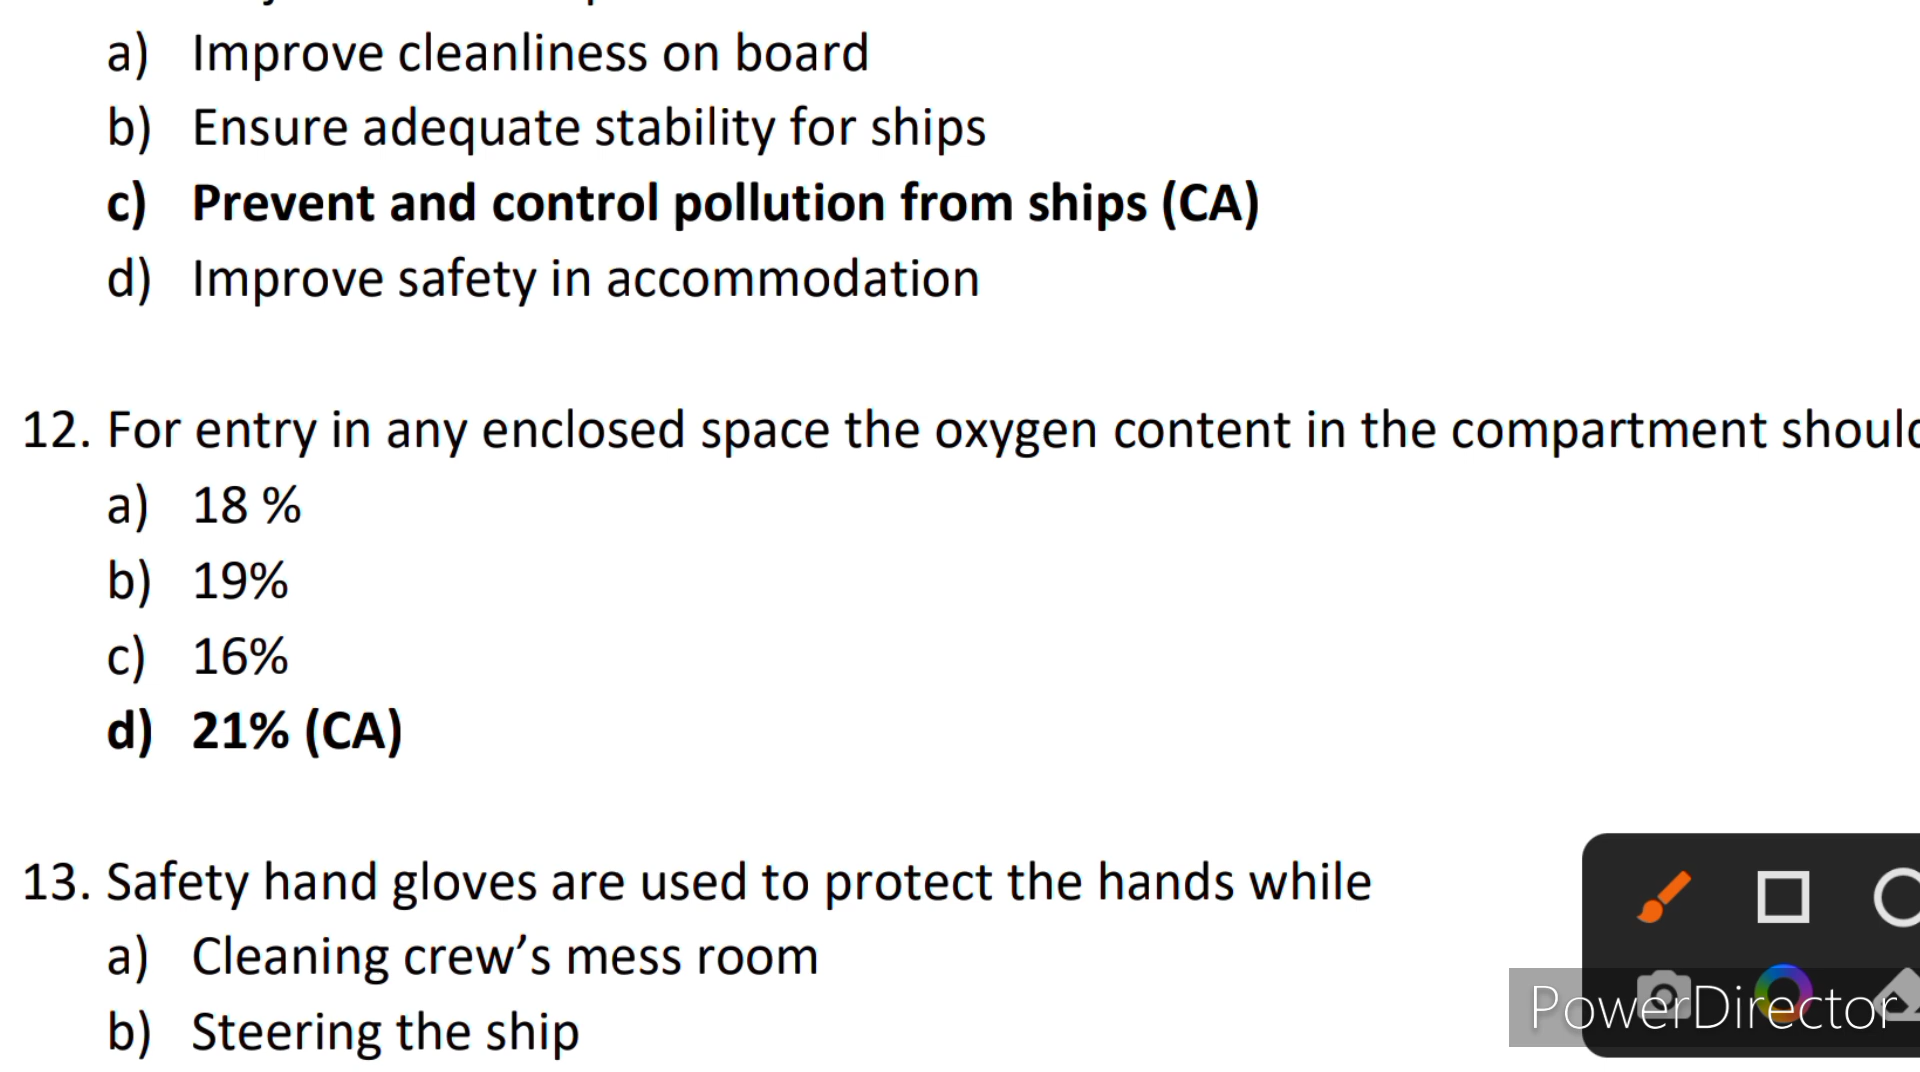 a) Improve cleanliness on board
b) Ensure adequate stability for ships
c) Prevent and control pollution from ships (CA)
d) Improve safety in accommodation
12. For entry in any enclosed space the oxygen content in the compartment
a) 18 %
b) 19%
c) 16%
d) 21% (CA)
13. Safety hand gloves are used to protect the hands while
a) Cleaning crew’s mess room
b) Steering the ship
PowerDirector